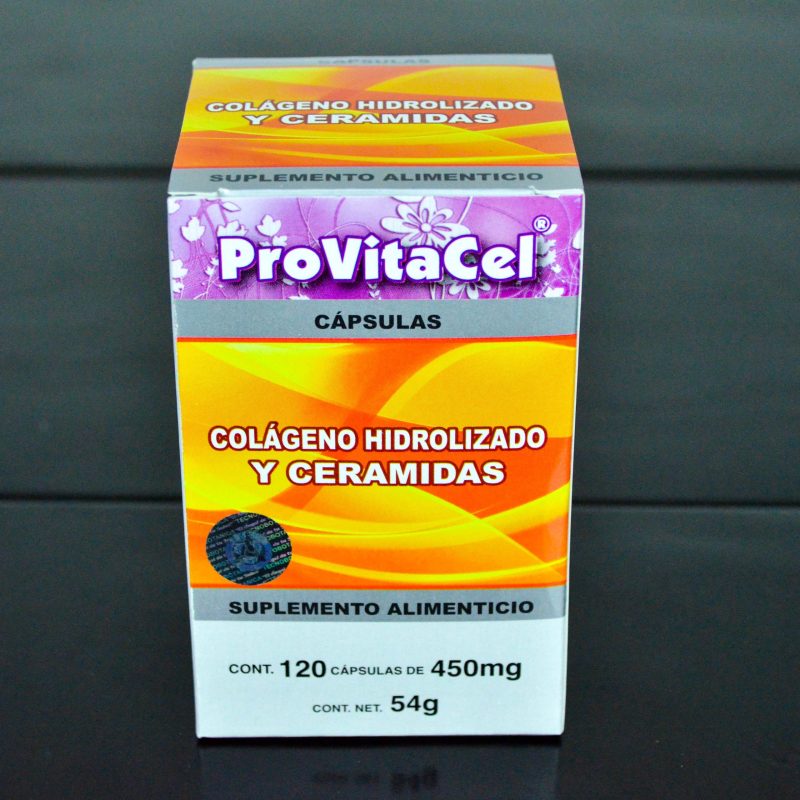 CÁPSULAS
COLÁGENO HIDROLIZADO
Y CERAMIDAS
SUPLEMENTO ALIMENTICIO
ProVitaCel®
CÁPSULAS
COLÁGENO HIDROLIZADO
Y CERAMIDAS
SUPLEMENTO ALIMENTICIO
CONT. 120 CÁPSULAS DE 450mg
CONT. NET. 54g